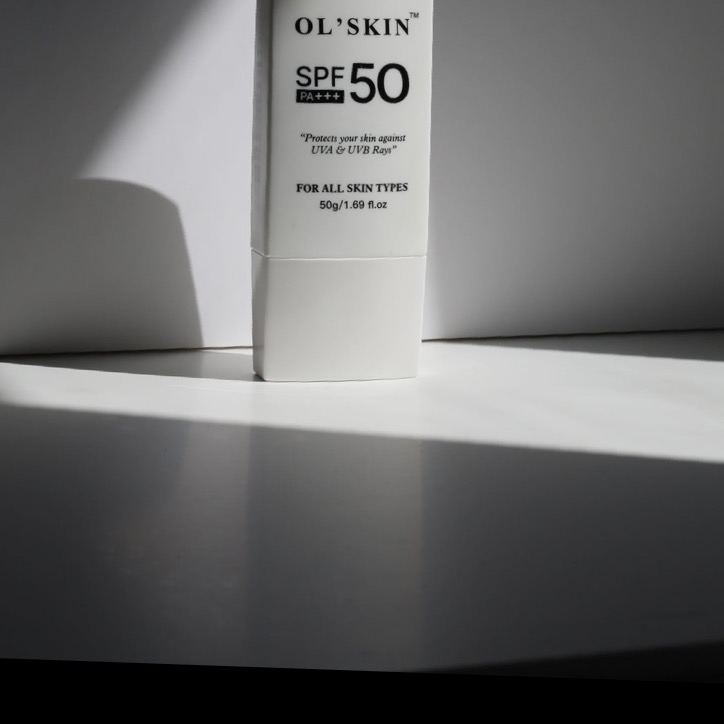 OL’SKIN™
SPF 50
PA+++
“Protects your skin against
UVA & UVB Rays”
FOR ALL SKIN TYPES
50g/1.69 fl.oz